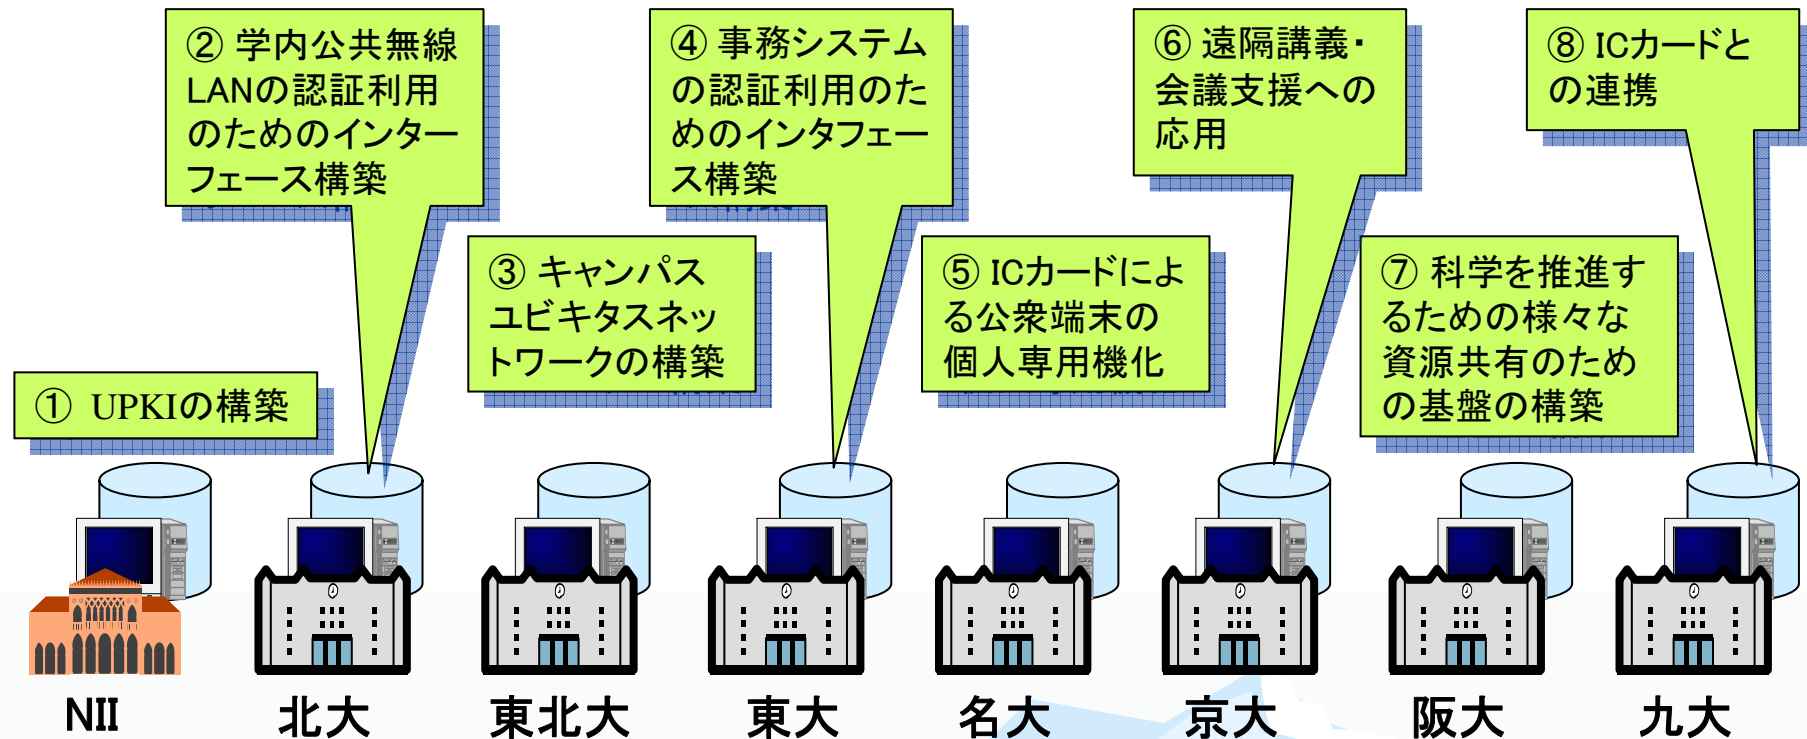 ② 学内公共無線
LANの認証利用
のためのインター
フェース構築
④ 事務システム
の認証利用のた
めのインタフェー
ス構築
⑥ 遠隔講義・
会議支援への
応用
⑧ ICカードと
の連携
① UPKIの構築
③ キャンパス
ユビキタスネッ
トワークの構築
⑤ ICカードによ
る公衆端末の
個人専用機化
⑦ 科学を推進す
るための様々な
資源共有のため
の基盤の構築
NII
北大
東北大
東大
名大
京大
阪大
九大